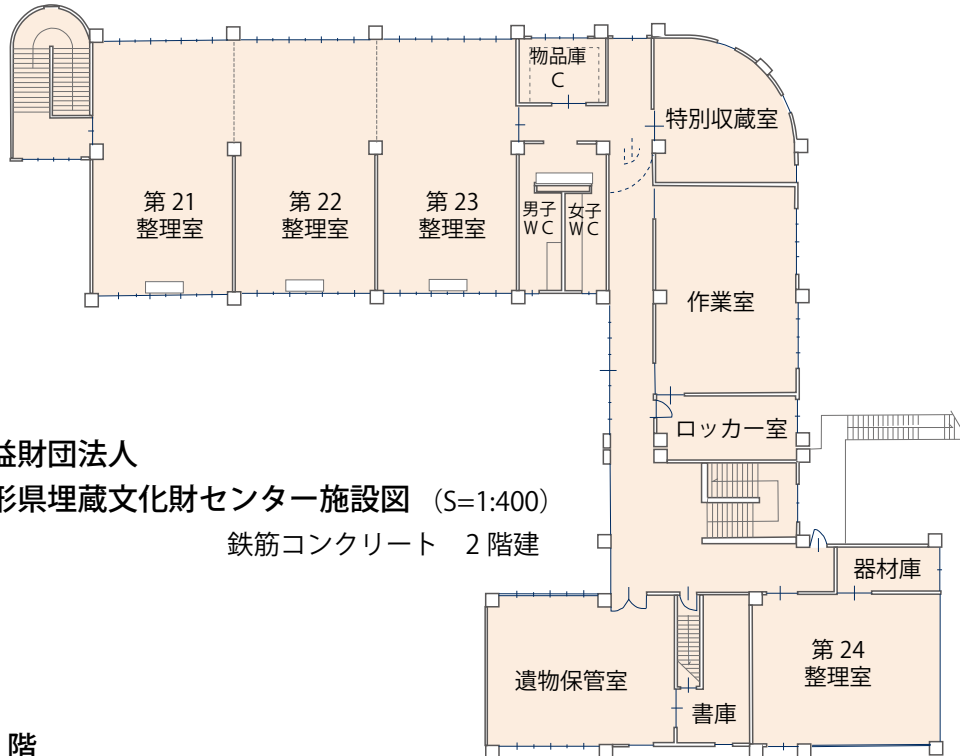 物品庫
C
特別収蔵室
第 21
整理室
第 22
整理室
第 23
整理室
男子
W C
女子
W C
作業室
ロッカー室
益財団法人
形県埋蔵文化財センター施設図 （S=1:400）
鉄筋コンクリート　2 階建
器材庫
第 24
整理室
遺物保管室
書庫
階